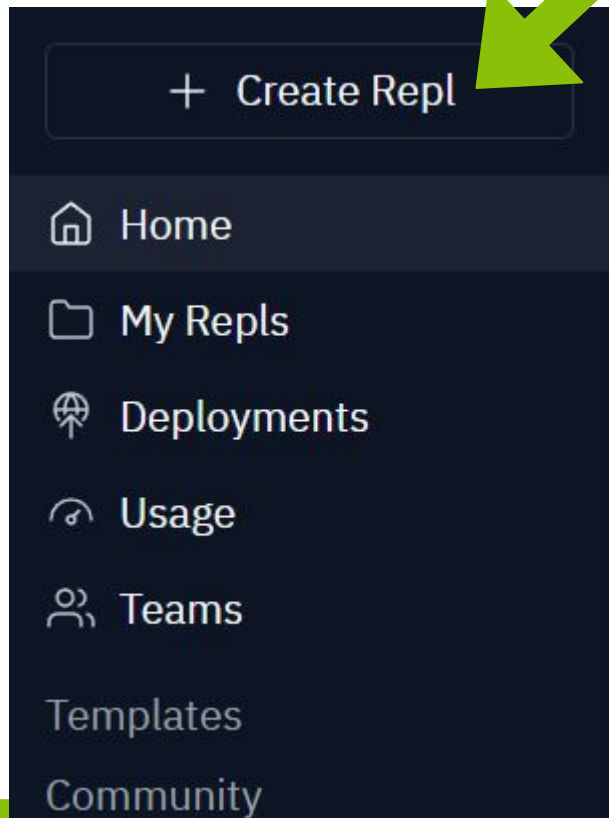 + Create Repl
Home
My Repls
Deployments
Usage
Teams
Templates
Community